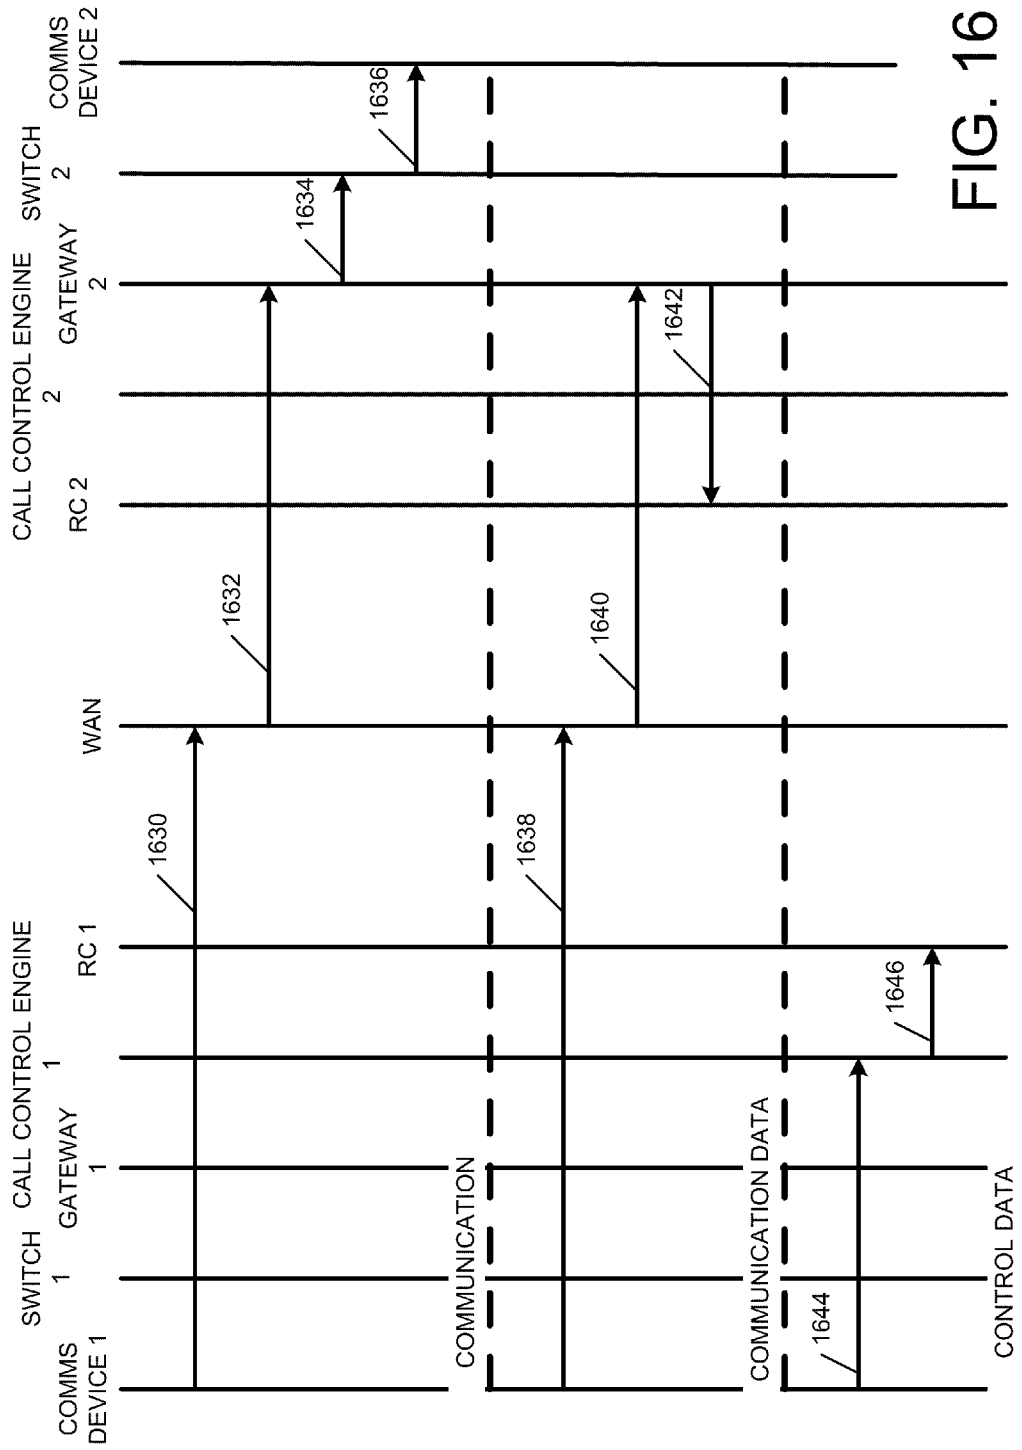 COMMS
DEVICE 1
SWITCH
1
GATEWAY
1
CALL CONTROL ENGINE
1
RC 1
WAN
RC 2
CALL CONTROL ENGINE
2
GATEWAY
2
SWITCH
2
COMMS
DEVICE 2
1630
1632
1634
1636
COMMUNICATION
1638
1640
1642
COMMUNICATION DATA
1644
1646
CONTROL DATA
FIG. 16